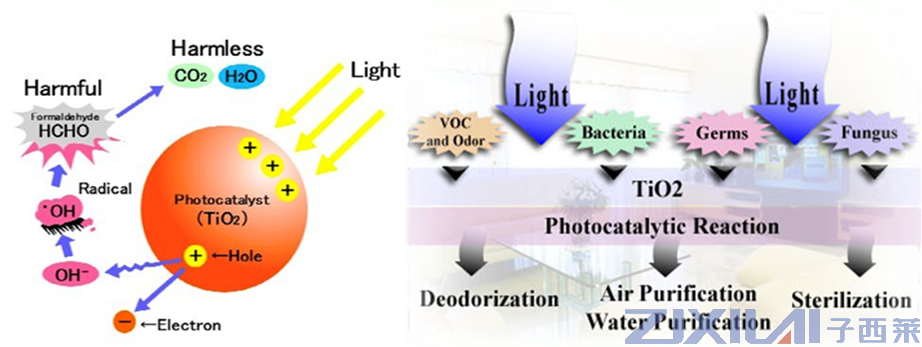 Harmless
CO2 H2O
Harmful
Formaldehyde
HCHO
Light
+
+
+
Radical
Photocatalyst
(TiO2)
·OH
+ ←Hole
OH⁻
− ←Electron
Light
Light
VOC
and Odor
Bacteria
Germs
Fungus
TiO2
Photocatalytic Reaction
Deodorization
Air Purification
Water Purification
Sterilization
ZIXILAI 子西莱